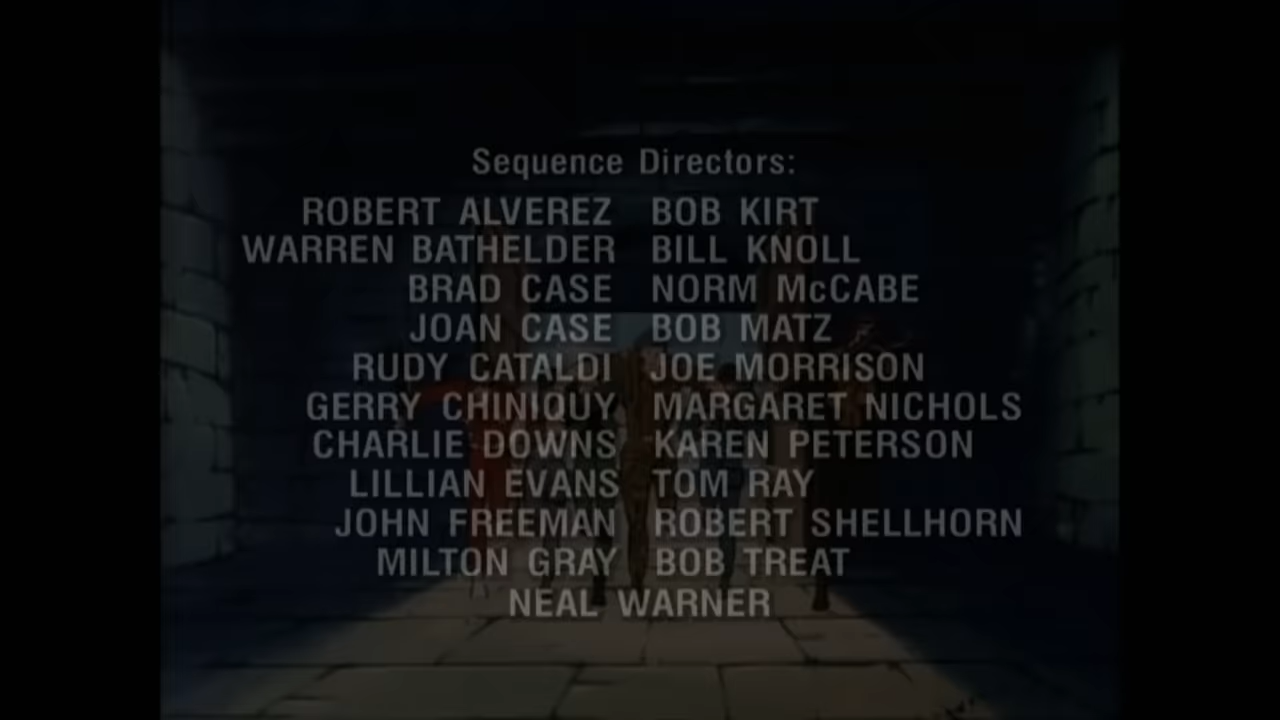 Sequence Directors:
ROBERT ALVEREZ BOB KIRT
WARREN BATHELDER BILL KNOLL
BRAD CASE NORM McCABE
JOAN CASE BOB MATZ
RUDY CATALDI JOE MORRISON
GERRY CHINIQUY MARGARET NICHOLS
CHARLIE DOWNS KAREN PETERSON
LILLIAN EVANS TOM RAY
JOHN FREEMAN ROBERT SHELLHORN
MILTON GRAY BOB TREAT
NEAL WARNER